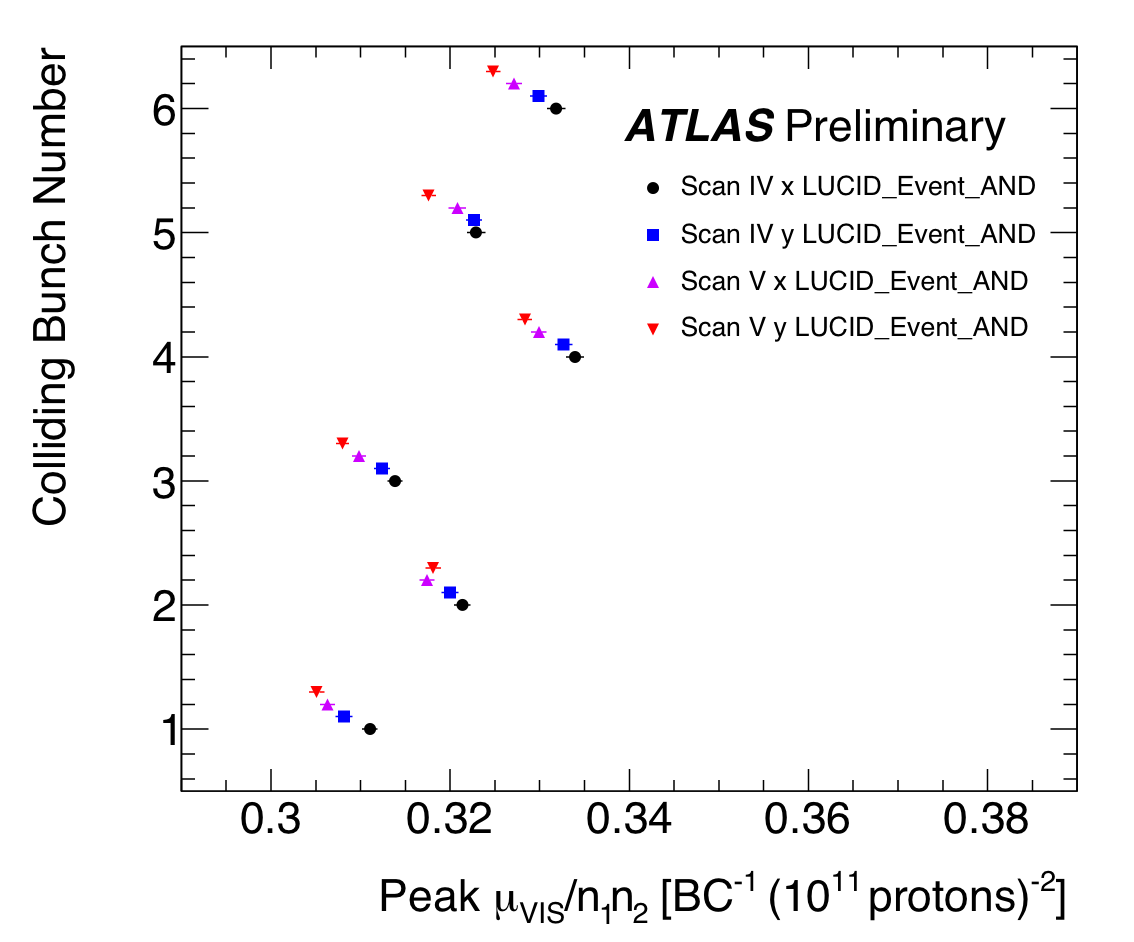 Colliding Bunch Number
6
5
4
3
2
1
ATLAS Preliminary
Scan IV x LUCID_Event_AND
Scan IV y LUCID_Event_AND
Scan V x LUCID_Event_AND
Scan V y LUCID_Event_AND
0.3 0.32 0.34 0.36 0.38
Peak μ_VIS/n₁n₂ [BC⁻¹ (10¹¹ protons)⁻²]